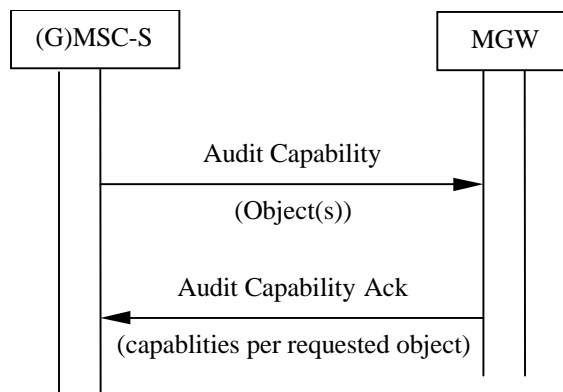 (G)MSC-S
MGW
Audit Capability
(Object(s))
Audit Capability Ack
(capablities per requested object)